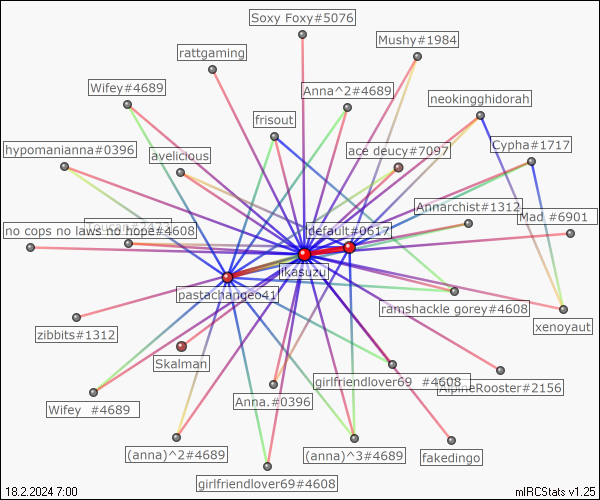 Soxy Foxy#5076
Mushy#1984
rattgaming
Wifey#4689
Anna^2#4689
neokingghidorah
frisout
Cypha#1717
hypomanianna#0396
avelicious
ace deucy#7097
Annarchist#1312
Mad #6901
no cops no laws no hope#4608
default#0617
ikasuzu
pastachangeo41
ramshackle gorey#4608
zibbits#1312
xenoyaut
Skalman
girlfriendlover69 #4608
AlpineRooster#2156
Wifey #4689
Anna.#0396
(anna)^2#4689
(anna)^3#4689
fakedingo
girlfriendlover69#4608
18.2.2024 7:00
mIRCStats v1.25